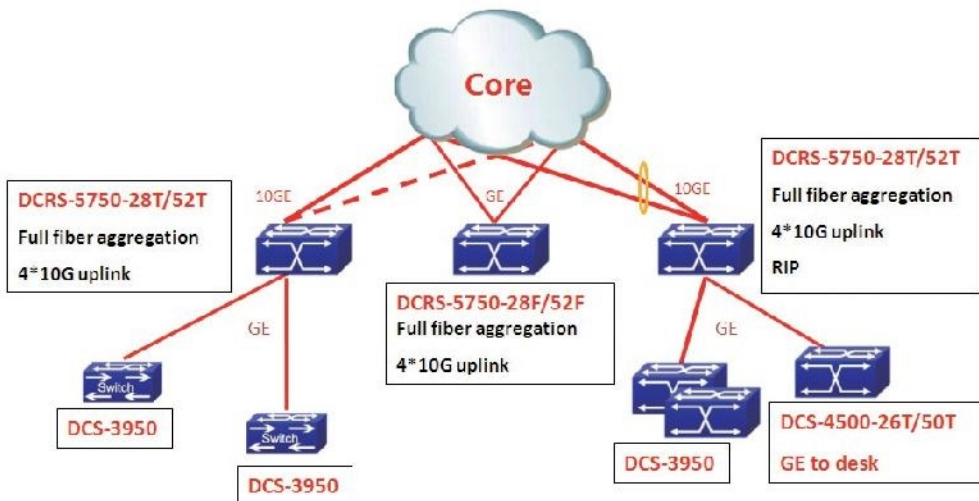 Core
DCRS-5750-28T/52T
Full fiber aggregation
4*10G uplink
10GE
GE
10GE
DCRS-5750-28T/52T
Full fiber aggregation
4*10G uplink
RIP
DCRS-5750-28F/52F
Full fiber aggregation
4*10G uplink
GE
GE
Switch
DCS-3950
Switch
DCS-3950
DCS-3950
DCS-4500-26T/50T
GE to desk